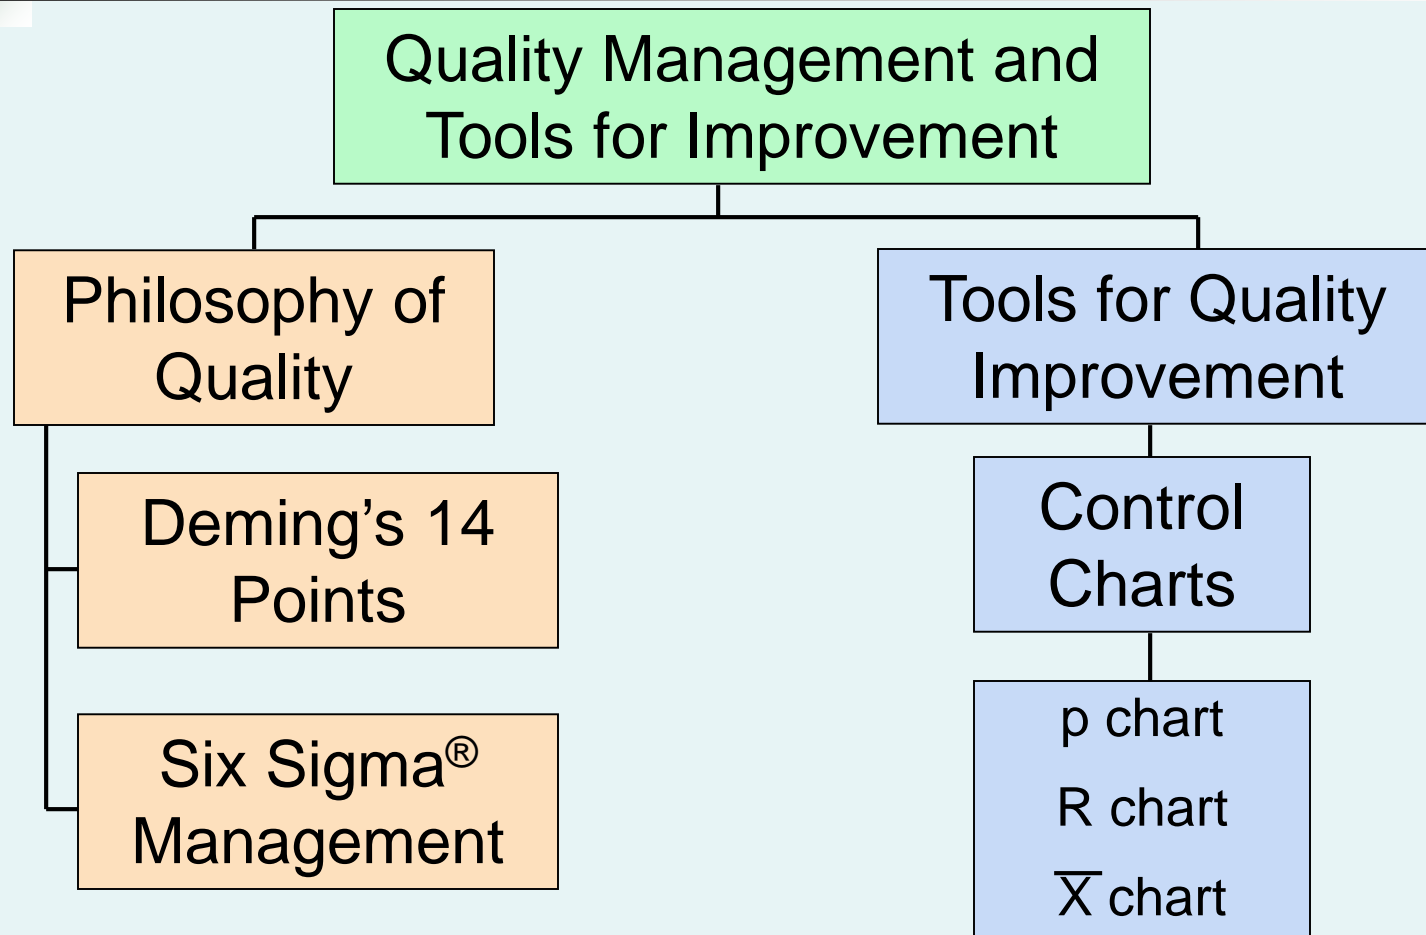 Quality Management and
Tools for Improvement
Philosophy of
Quality
Deming’s 14
Points
Six Sigma®
Management
Tools for Quality
Improvement
Control
Charts
p chart
R chart
X̅ chart